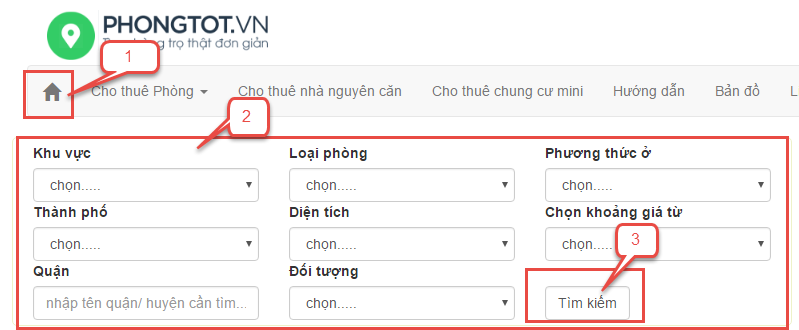 PHONGTOT.VN
trọ thật đơn giản
1
Cho thuê Phòng
Cho thuê nhà nguyên căn
Cho thuê chung cư mini
Hướng dẫn
Bản đồ
2
Khu vực
Loại phòng
Phương thức ở
chọn.....
chọn.....
chọn.....
Thành phố
Diện tích
Chọn khoảng giá từ
chọn.....
chọn.....
chọn.....
3
Quận
Đối tượng
nhập tên quận/ huyện cần tìm...
chọn.....
Tìm kiếm